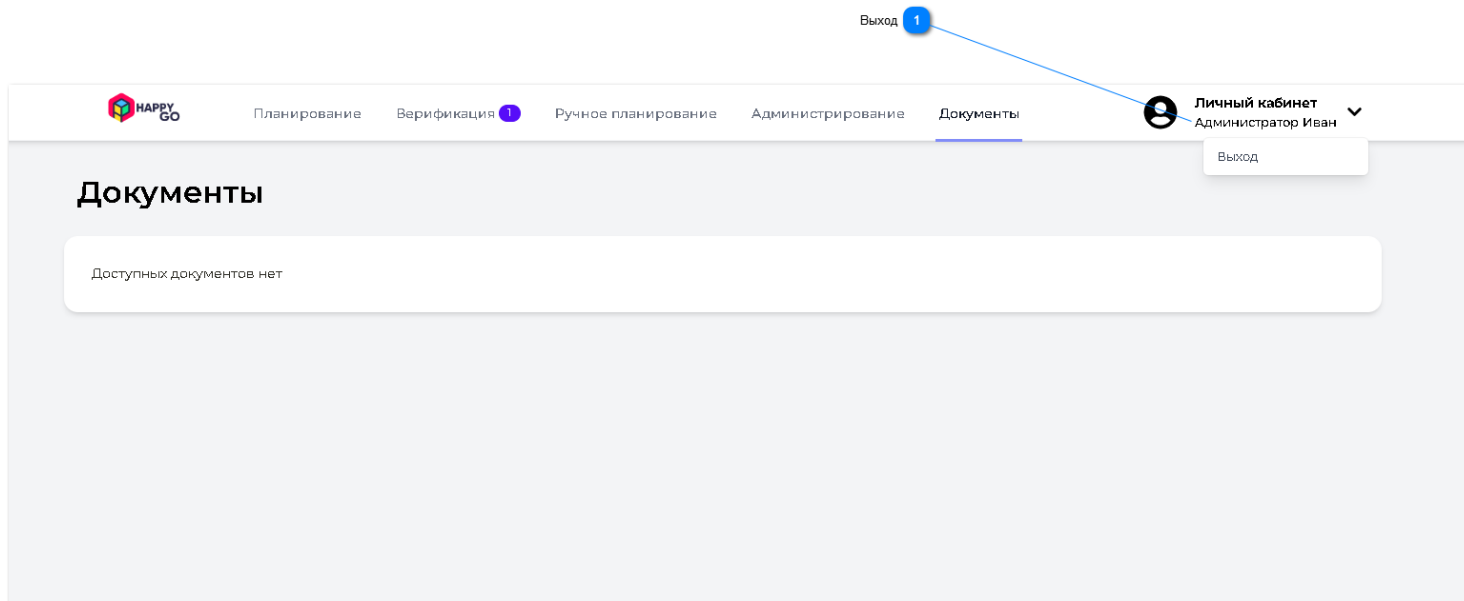 Выход 1
HAPPY
GO
Планирование Верификация 1 Ручное планирование Администрирование Документы
Личный кабинет
Администратор Иван
Выход
Документы
Доступных документов нет